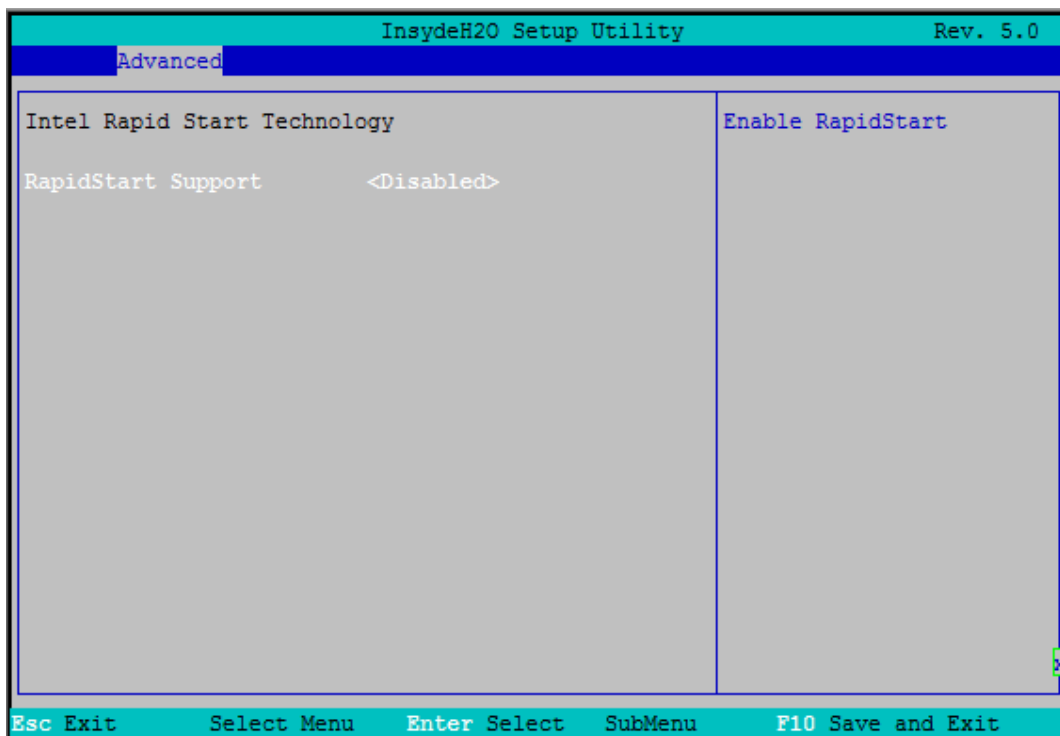 InsydeH2O Setup Utility Rev. 5.0
Advanced
Intel Rapid Start Technology
Enable RapidStart
RapidStart Support <Disabled>
Esc Exit Select Menu Enter Select SubMenu F10 Save and Exit